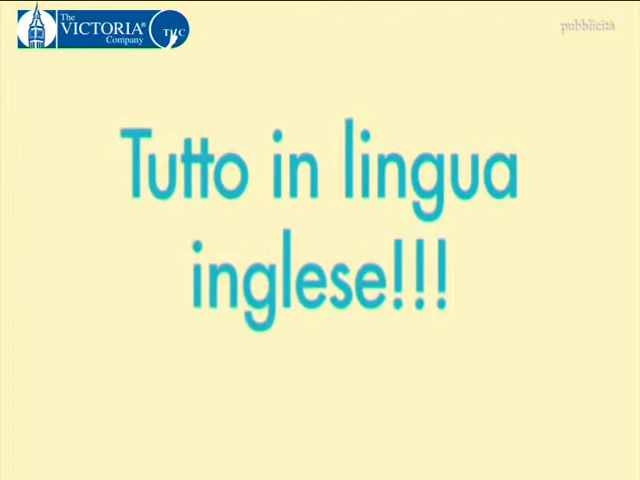 The
VICTORIA®
Company
TVC
pubblicità
Tutto in lingua
inglese!!!